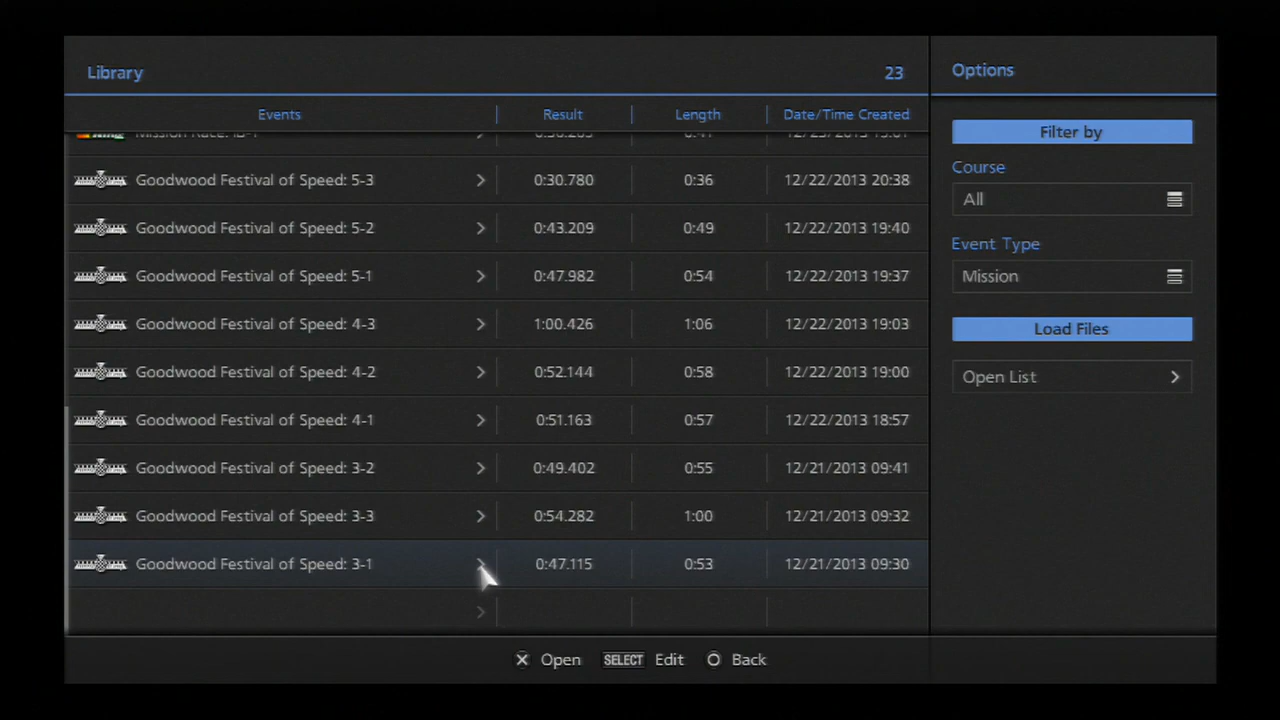 Library 23 Options
Events Result Length Date/Time Created
Filter by
Goodwood Festival of Speed: 5-3 0:30.780 0:36 12/22/2013 20:38
Course
All
Goodwood Festival of Speed: 5-2 0:43.209 0:49 12/22/2013 19:40
Event Type
Goodwood Festival of Speed: 5-1 0:47.982 0:54 12/22/2013 19:37
Mission
Goodwood Festival of Speed: 4-3 1:00.426 1:06 12/22/2013 19:03
Load Files
Goodwood Festival of Speed: 4-2 0:52.144 0:58 12/22/2013 19:00
Open List
Goodwood Festival of Speed: 4-1 0:51.163 0:57 12/22/2013 18:57
Goodwood Festival of Speed: 3-2 0:49.402 0:55 12/21/2013 09:41
Goodwood Festival of Speed: 3-3 0:54.282 1:00 12/21/2013 09:32
Goodwood Festival of Speed: 3-1 0:47.115 0:53 12/21/2013 09:30
Open SELECT Edit Back